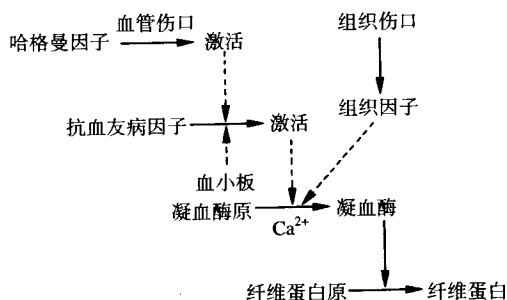 血管伤口
组织伤口
哈格曼因子
激活
组织因子
抗血友病因子
激活
血小板
凝血酶原
凝血酶
Ca²⁺
纤维蛋白原
纤维蛋白